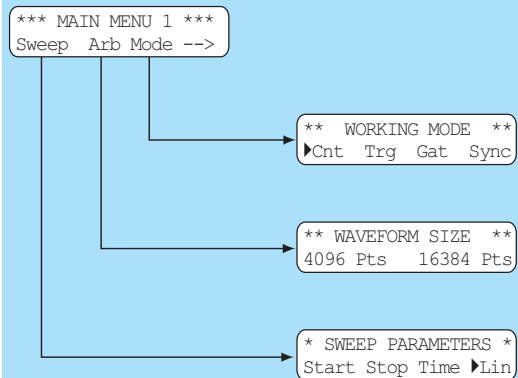 *** MAIN MENU 1 ***
Sweep Arb Mode -->
** WORKING MODE **
▶Cnt Trg Gat Sync
** WAVEFORM SIZE **
4096 Pts 16384 Pts
* SWEEP PARAMETERS *
Start Stop Time ▶Lin